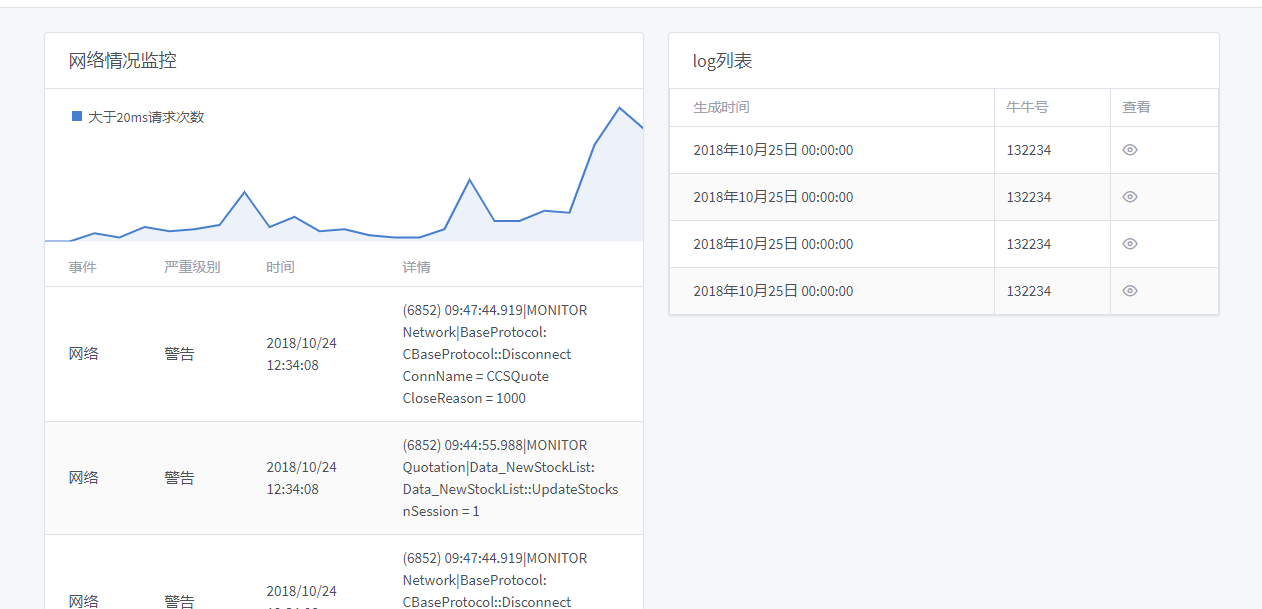 网络情况监控
大于20ms请求次数
事件 严重级别 时间 详情
网络 警告 2018/10/24
12:34:08
(6852) 09:47:44.919|MONITOR
Network|BaseProtocol:
CBaseProtocol::Disconnect
ConnName = CCSQuote
CloseReason = 1000
网络 警告 2018/10/24
12:34:08
(6852) 09:44:55.988|MONITOR
Quotation|Data_NewStockList:
Data_NewStockList::UpdateStocks
nSession = 1
网络 警告 2018/10/24
(6852) 09:47:44.919|MONITOR
Network|BaseProtocol:
CBaseProtocol::Disconnect
log列表
生成时间 牛牛号 查看
2018年10月25日 00:00:00 132234
2018年10月25日 00:00:00 132234
2018年10月25日 00:00:00 132234
2018年10月25日 00:00:00 132234